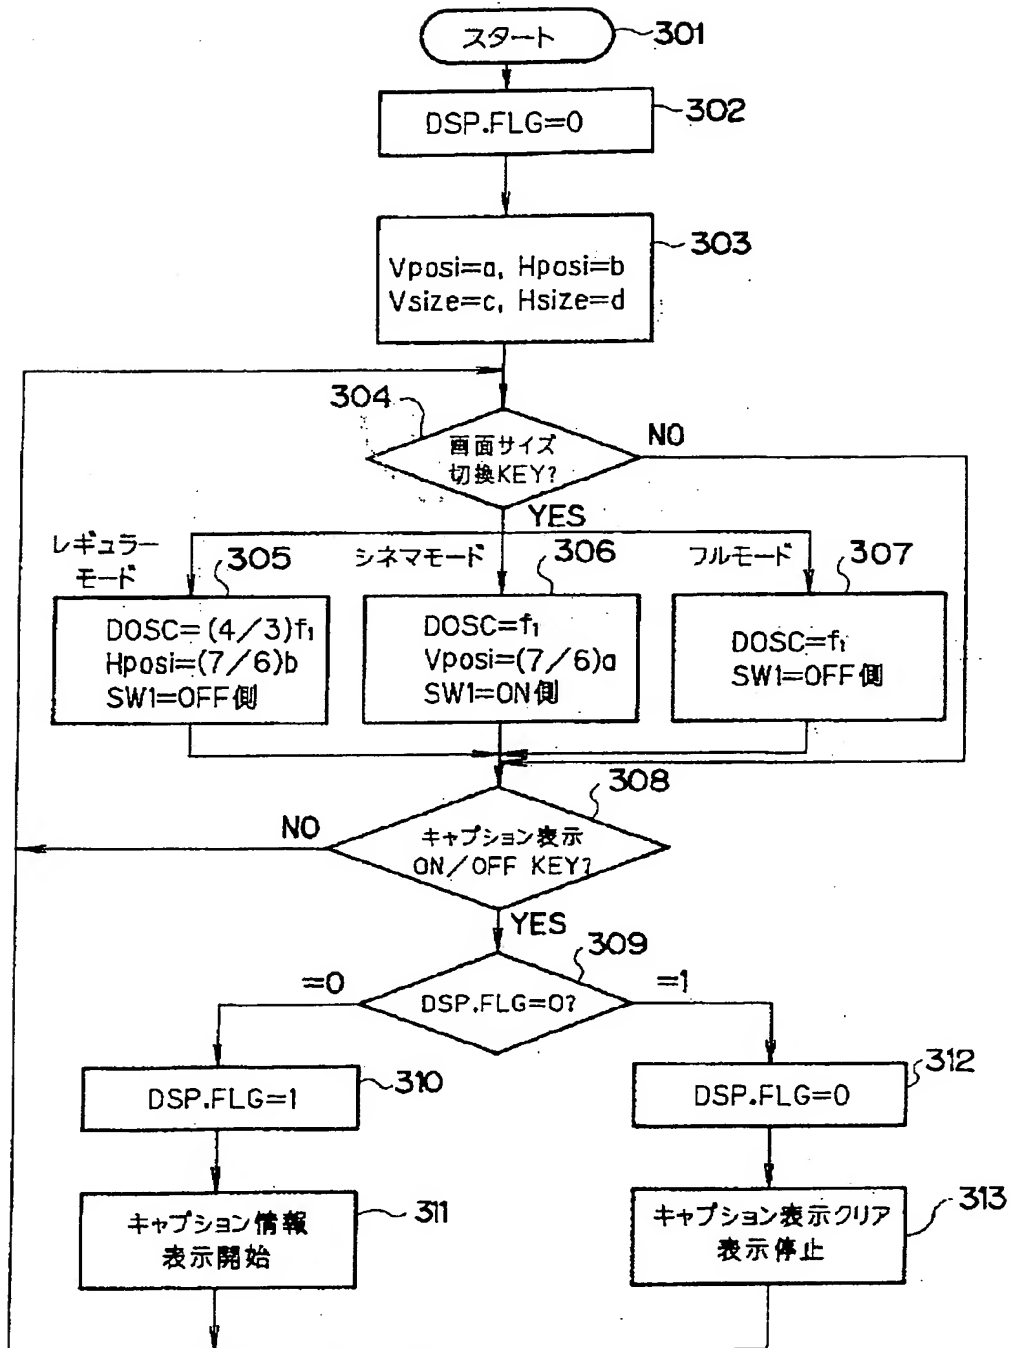 スタート
301
DSP.FLG=0
302
303
Vposi=a, Hposi=b
Vsize=c, Hsize=d
304
画面サイズ
切換KEY?
NO
YES
レギュラー
モード
305
シネマモード
306
フルモード
307
DOSC=(4/3)f₁
Hposi=(7/6)b
SW1=OFF側
DOSC=f₁
Vposi=(7/6)a
SW1=ON側
DOSC=f₁
SW1=OFF側
308
NO
キャプション表示
ON/OFF KEY?
YES
309
=0
DSP.FLG=0?
=1
310
DSP.FLG=1
312
DSP.FLG=0
311
キャプション情報
表示開始
313
キャプション表示クリア
表示停止